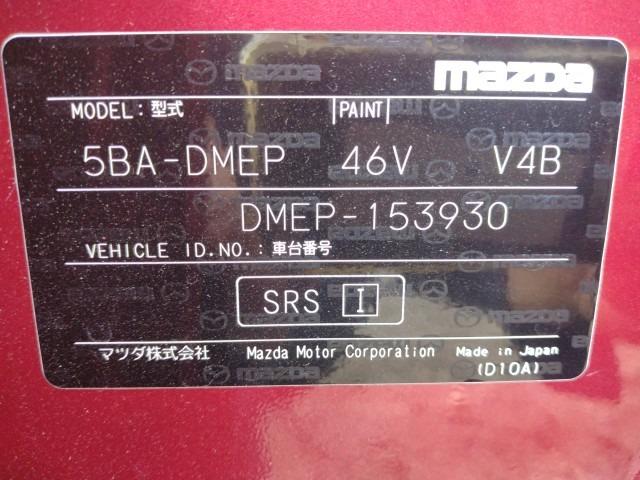 mazda
MODEL: 型式 PAINT
5BA-DMEP 46V V4B
DMEP-153930
VEHICLE ID.NO.: 車台番号
SRS I
マツダ株式会社 Mazda Motor Corporation Made in Japan
(D10A)